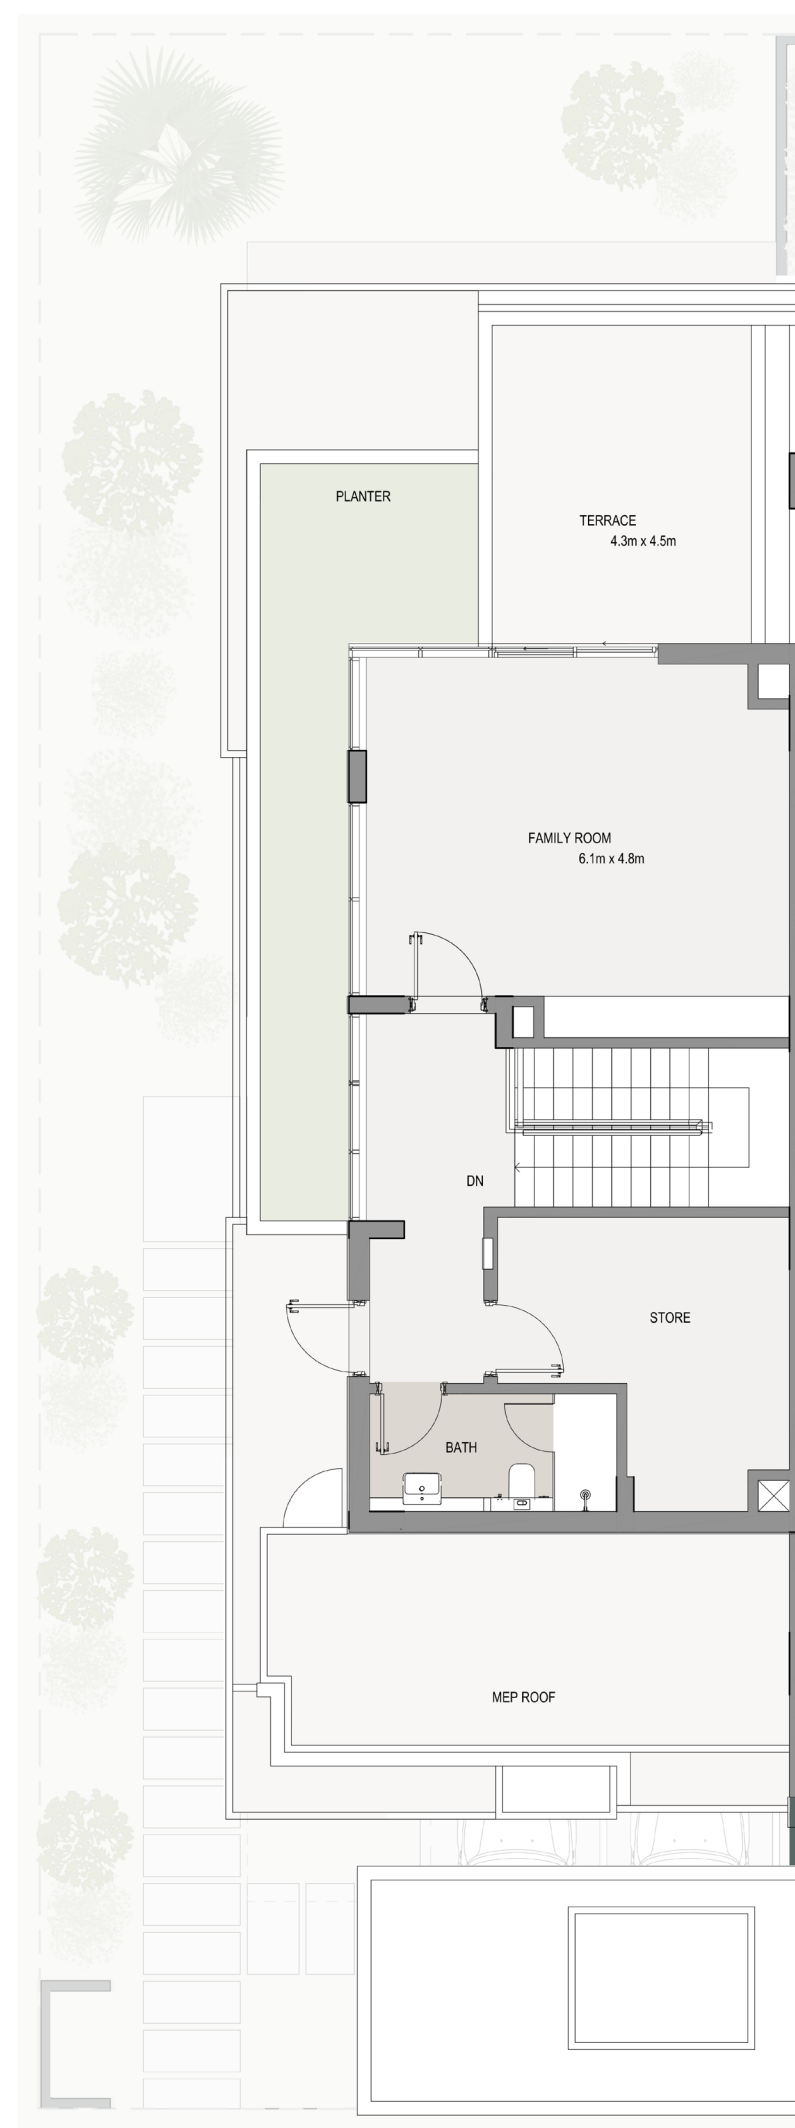 PLANTER
TERRACE
4.3m x 4.5m
FAMILY ROOM
6.1m x 4.8m
DN
STORE
BATH
MEP ROOF